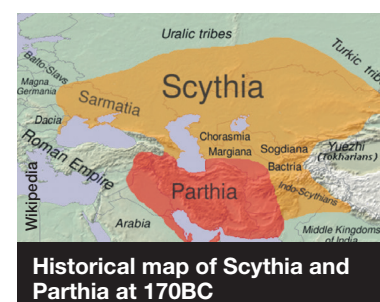 Uralic tribes
Turkic
Balto-Slavs
Magna
Germania
Scythia
Sarmatia
Dacia
Chorasmia
Margiana
Sogdiana
Yuezhi
(Tokharians)
Roman Empire
Bactria
Parthia
Indo-Scythians
Wikipedia
Arabia
Middle Kingdoms
of India
Historical map of Scythia and
Parthia at 170BC